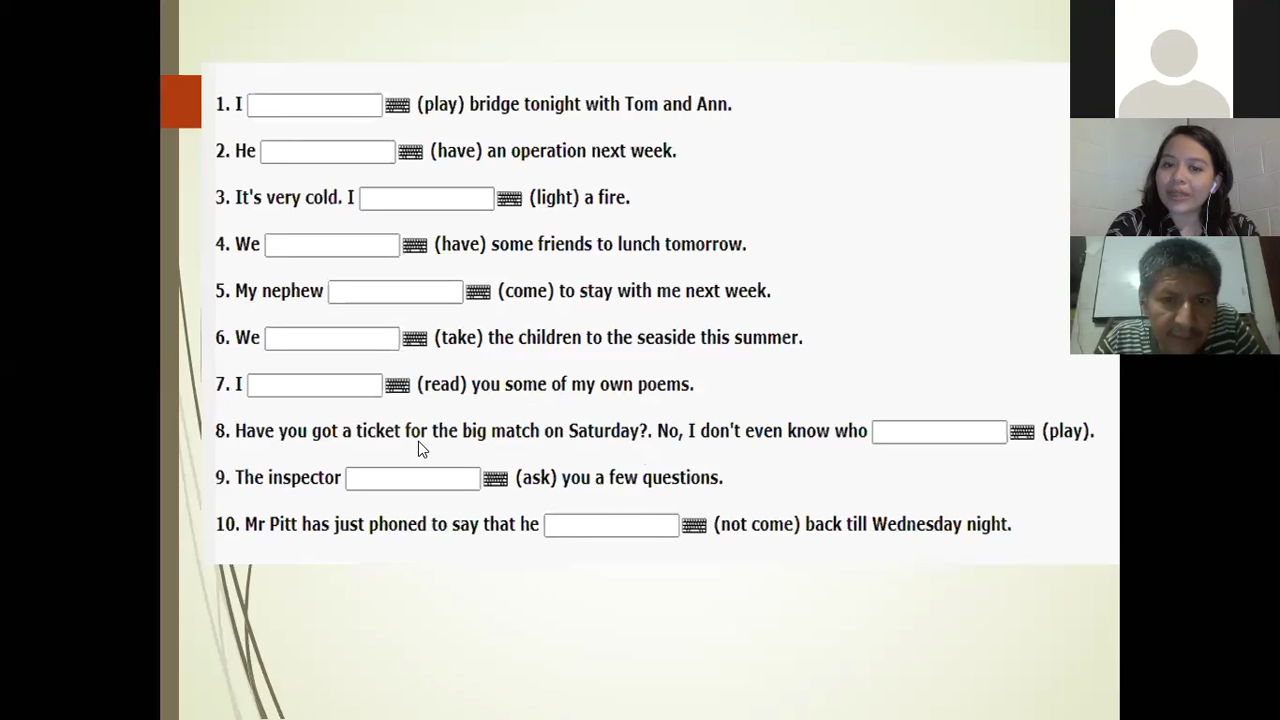 1. I (play) bridge tonight with Tom and Ann.
2. He (have) an operation next week.
3. It's very cold. I (light) a fire.
4. We (have) some friends to lunch tomorrow.
5. My nephew (come) to stay with me next week.
6. We (take) the children to the seaside this summer.
7. I (read) you some of my own poems.
8. Have you got a ticket for the big match on Saturday?. No, I don't even know who (play).
9. The inspector (ask) you a few questions.
10. Mr Pitt has just phoned to say that he (not come) back till Wednesday night.